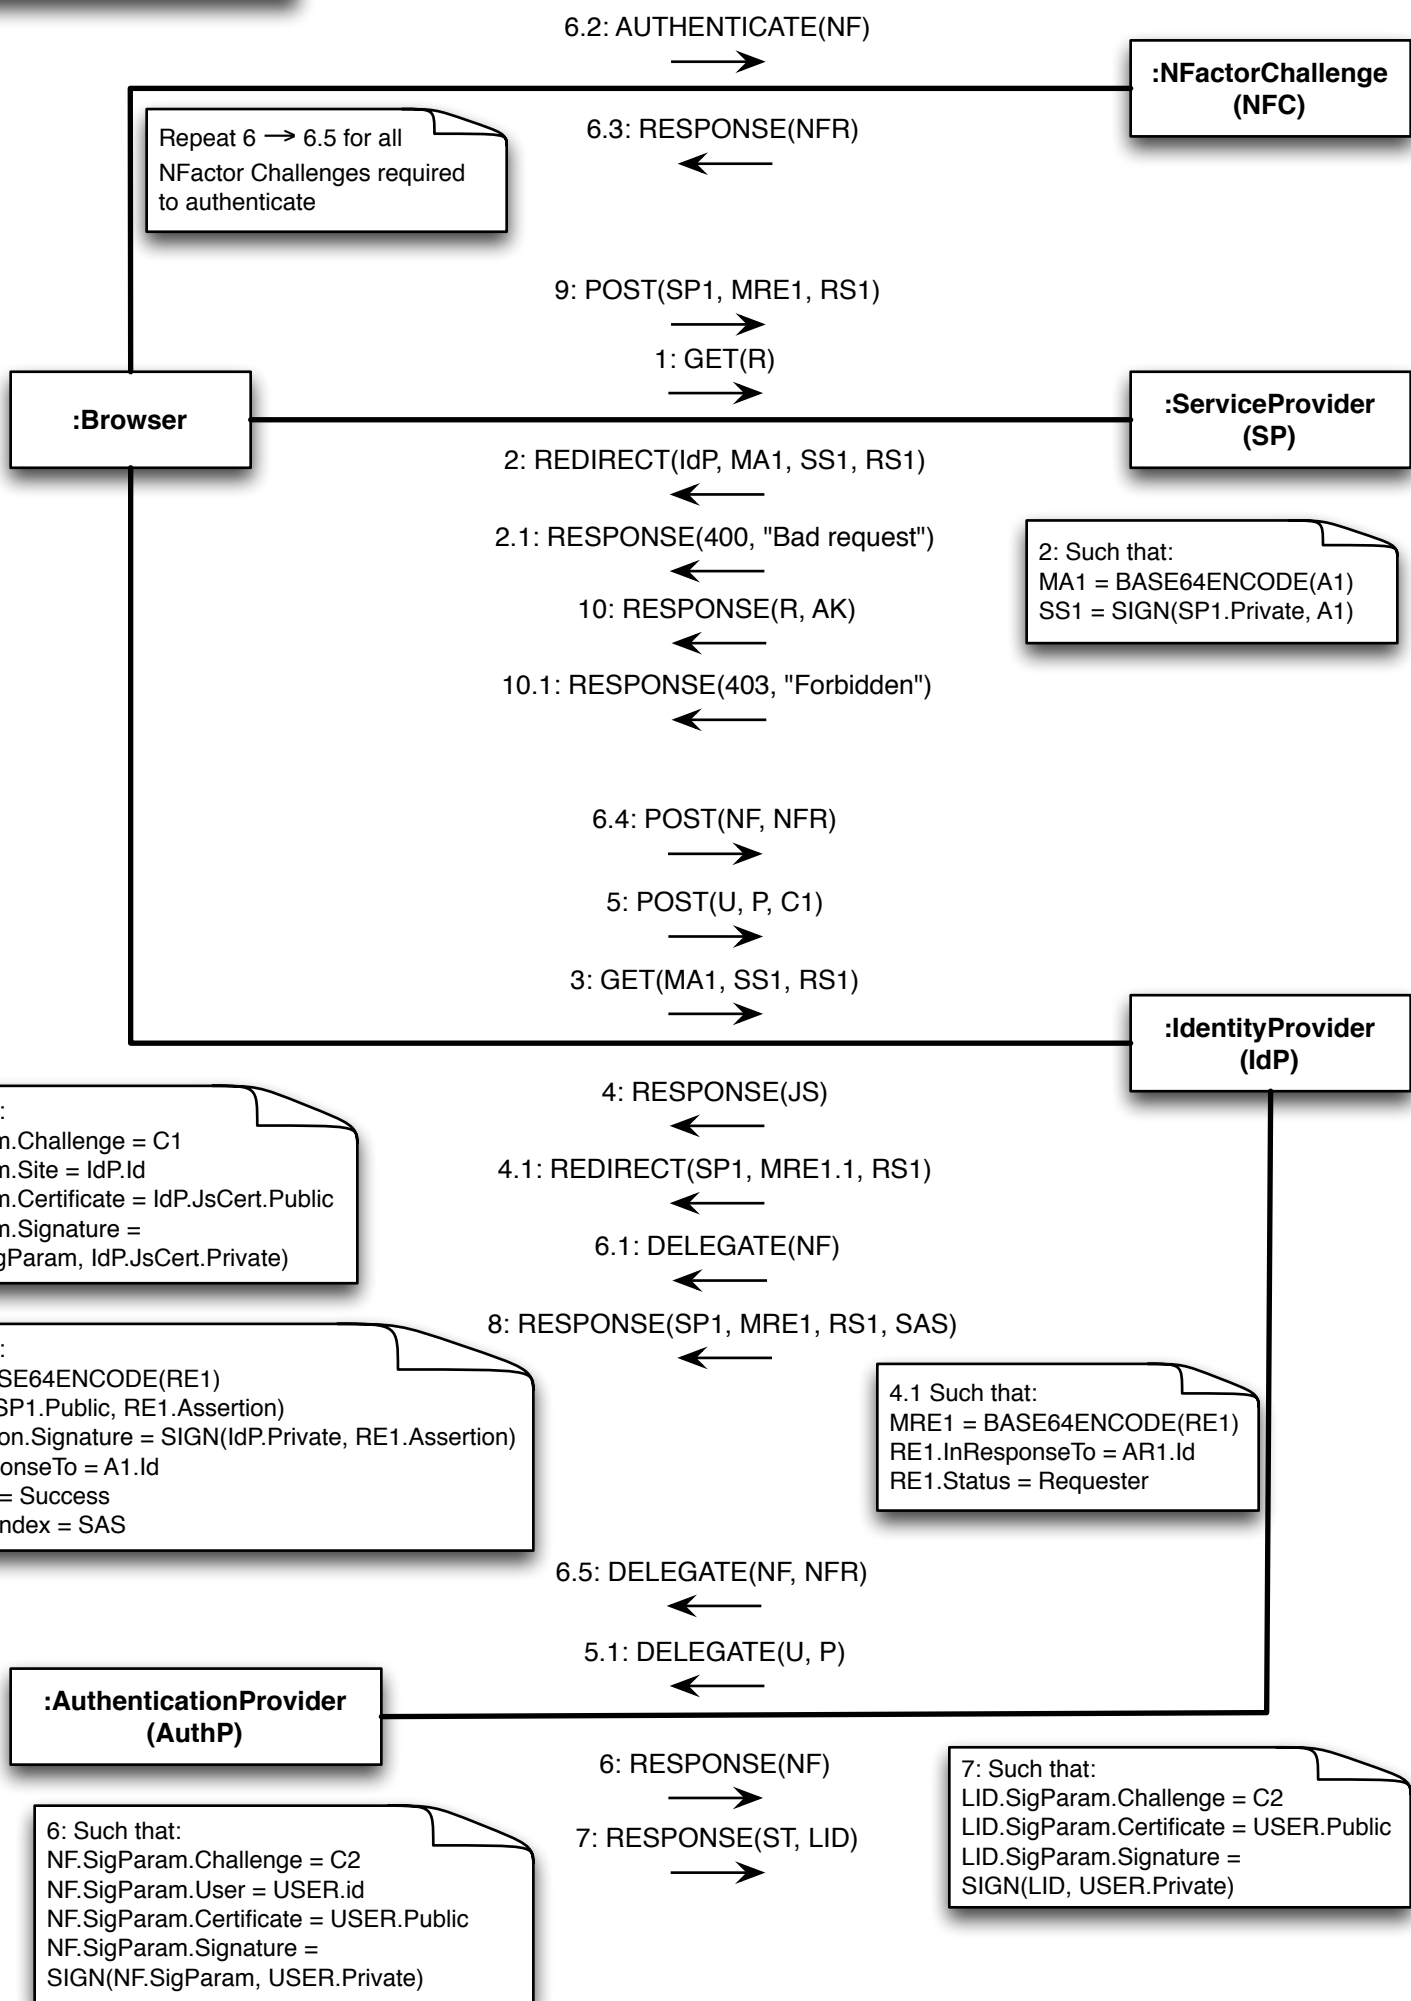 6.2: AUTHENTICATE(NF)
:NFactorChallenge
(NFC)
Repeat 6 → 6.5 for all
NFactor Challenges required
to authenticate
6.3: RESPONSE(NFR)
9: POST(SP1, MRE1, RS1)
1: GET(R)
:Browser
:ServiceProvider
(SP)
2: REDIRECT(IdP, MA1, SS1, RS1)
2.1: RESPONSE(400, "Bad request")
10: RESPONSE(R, AK)
10.1: RESPONSE(403, "Forbidden")
2: Such that:
MA1 = BASE64ENCODE(A1)
SS1 = SIGN(SP1.Private, A1)
6.4: POST(NF, NFR)
5: POST(U, P, C1)
3: GET(MA1, SS1, RS1)
:IdentityProvider
(IdP)
4: RESPONSE(JS)
4.1: REDIRECT(SP1, MRE1.1, RS1)
6.1: DELEGATE(NF)
8: RESPONSE(SP1, MRE1, RS1, SAS)
:
m.Challenge = C1
m.Site = IdP.Id
m.Certificate = IdP.JsCert.Public
m.Signature =
gParam, IdP.JsCert.Private)
:
SE64ENCODE(RE1)
SP1.Public, RE1.Assertion)
on.Signature = SIGN(IdP.Private, RE1.Assertion)
onseTo = A1.Id
= Success
ndex = SAS
4.1 Such that:
MRE1 = BASE64ENCODE(RE1)
RE1.InResponseTo = AR1.Id
RE1.Status = Requester
6.5: DELEGATE(NF, NFR)
5.1: DELEGATE(U, P)
:AuthenticationProvider
(AuthP)
6: RESPONSE(NF)
7: RESPONSE(ST, LID)
6: Such that:
NF.SigParam.Challenge = C2
NF.SigParam.User = USER.id
NF.SigParam.Certificate = USER.Public
NF.SigParam.Signature =
SIGN(NF.SigParam, USER.Private)
7: Such that:
LID.SigParam.Challenge = C2
LID.SigParam.Certificate = USER.Public
LID.SigParam.Signature =
SIGN(LID, USER.Private)